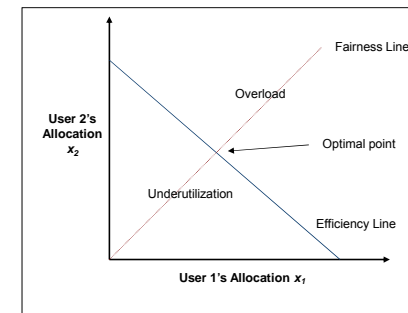 Fairness Line
Overload
User 2's
Allocation
x2
Optimal point
Underutilization
Efficiency Line
User 1's Allocation x1